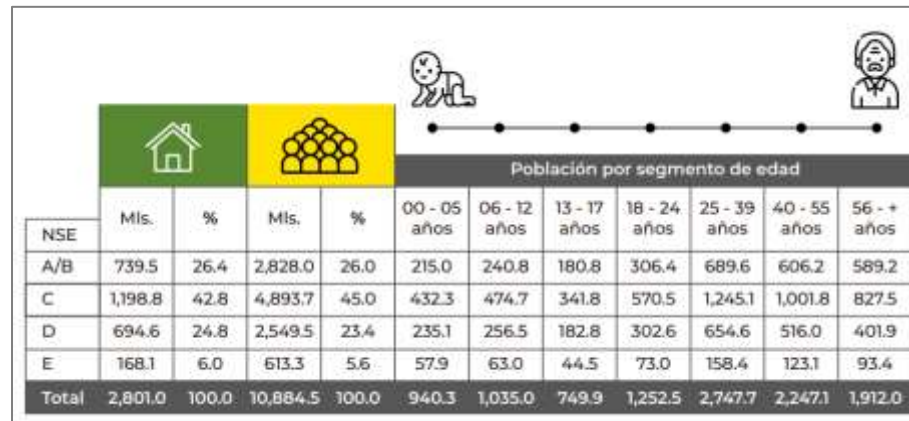 Población por segmento de edad
NSE Mls. % Mls. % 00 - 05 años 06 - 12 años 13 - 17 años 18 - 24 años 25 - 39 años 40 - 55 años 56 - + años
A/B 739.5 26.4 2,828.0 26.0 215.0 240.8 180.8 306.4 689.6 606.2 589.2
C 1,198.8 42.8 4,893.7 45.0 432.3 474.7 341.8 570.5 1,245.1 1,001.8 827.5
D 694.6 24.8 2,549.5 23.4 235.1 256.5 182.8 302.6 654.6 516.0 401.9
E 168.1 6.0 613.3 5.6 57.9 63.0 44.5 73.0 158.4 123.1 93.4
Total 2,801.0 100.0 10,884.5 100.0 940.3 1,035.0 749.9 1,252.5 2,747.7 2,247.1 1,912.0